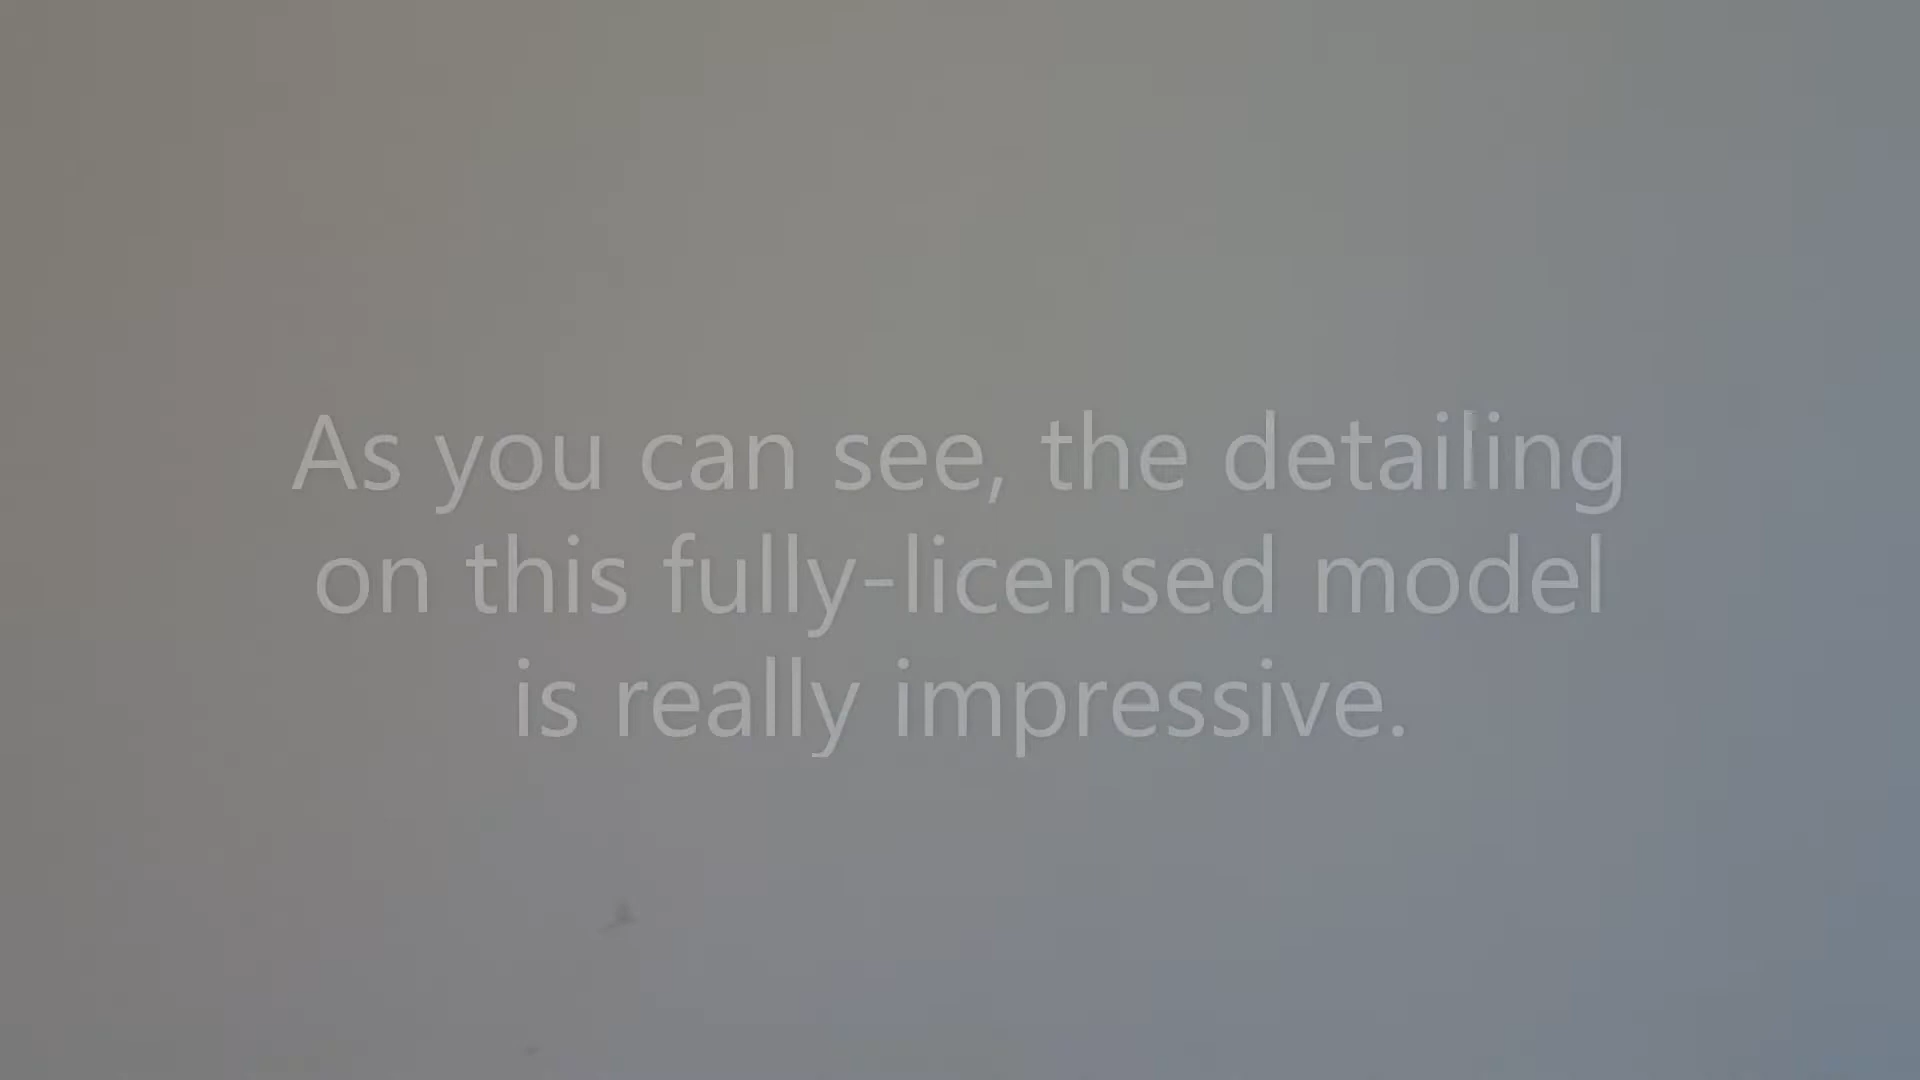 As you can see, the detailing
on this fully-licensed model
is really impressive.